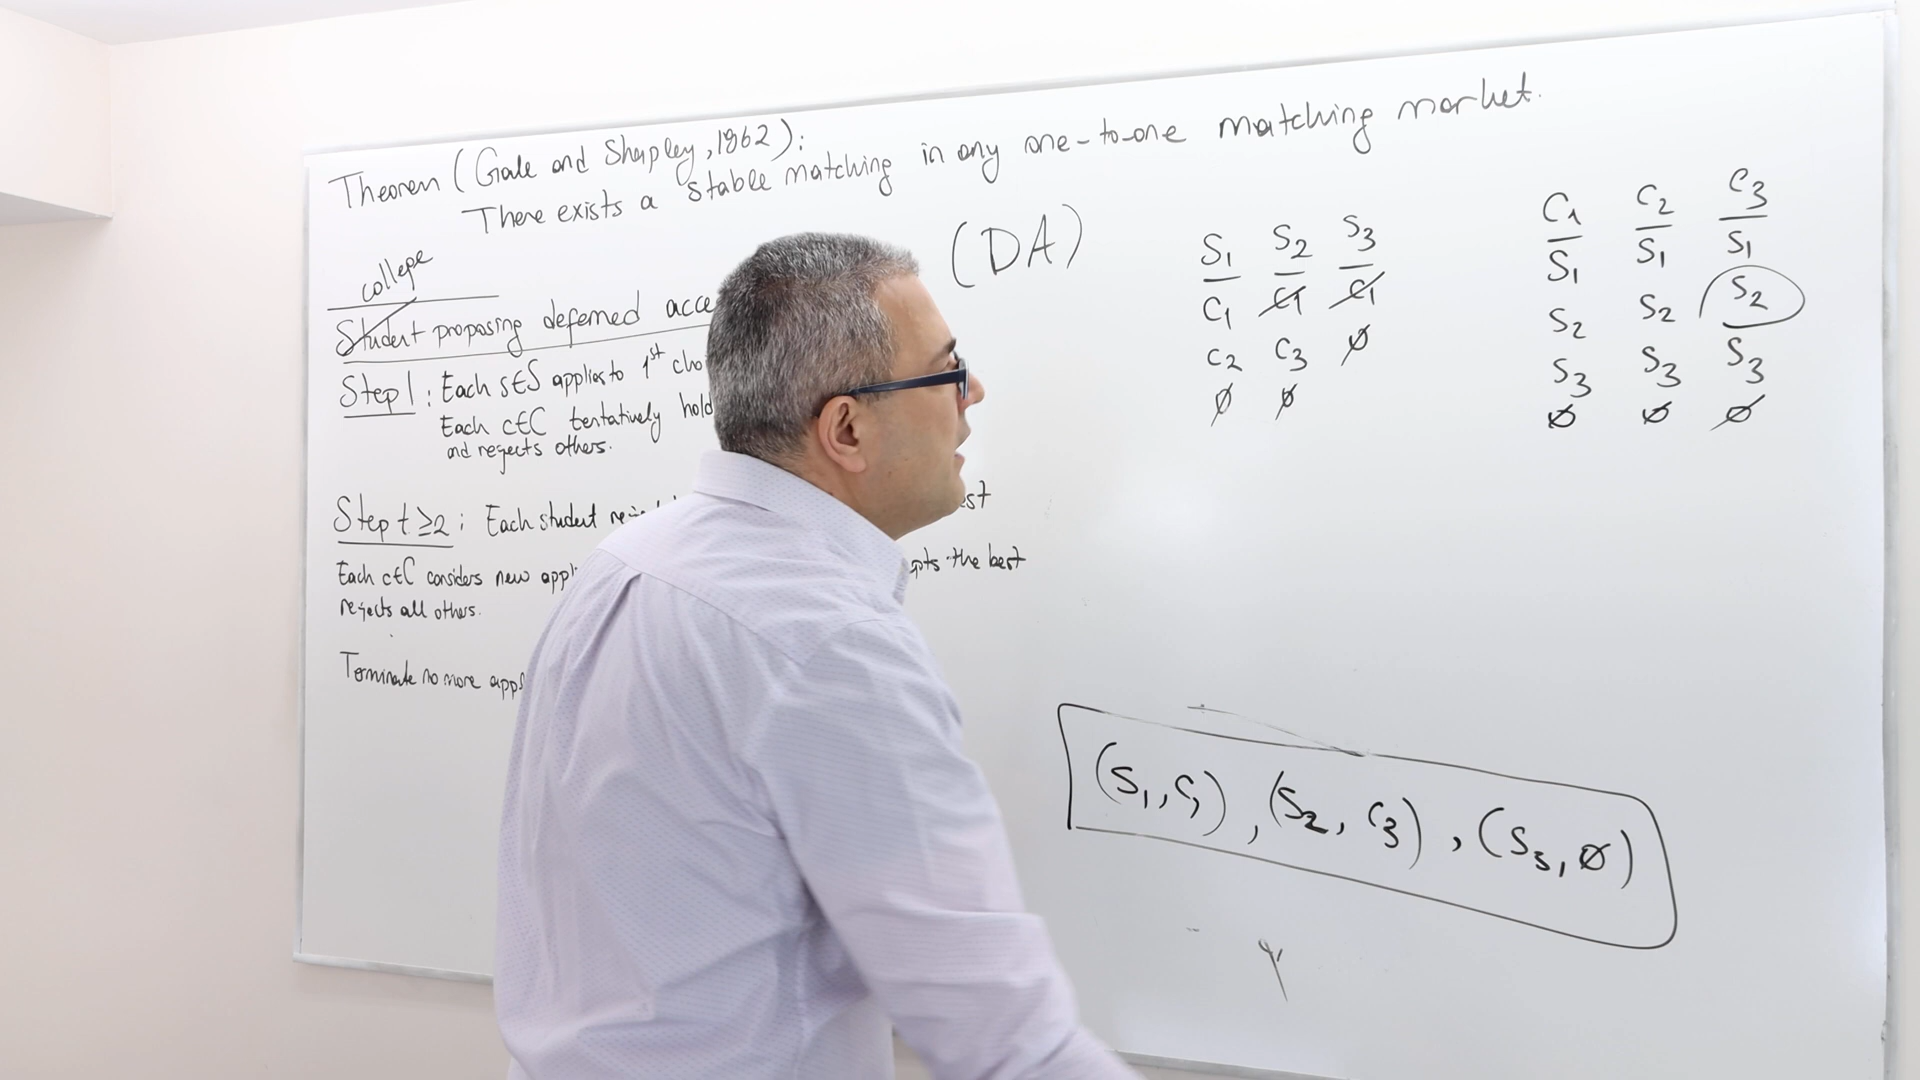 Theorem (Gale and Shapley, 1962):
There exists a stable matching in any one-to-one matching market.
college
Student proposing deferred acce
(DA)
Step 1: Each s∈S applies to 1st cho
Each c∈C tentatively hold
and rejects others.
Step t ≥2: Each student reje
est
Each c∈C considers new appl
pts the best
rejects all others.
Terminate no more app
S1 S2 S3
C1 C1 C1
C2 C3 ∅
∅ ∅
C1 C2 C3
S1 S1 S1
S2 S2 S2
S3 S3 S3
∅ ∅ ∅
(S1, C1), (S2, C3), (S3, ∅)